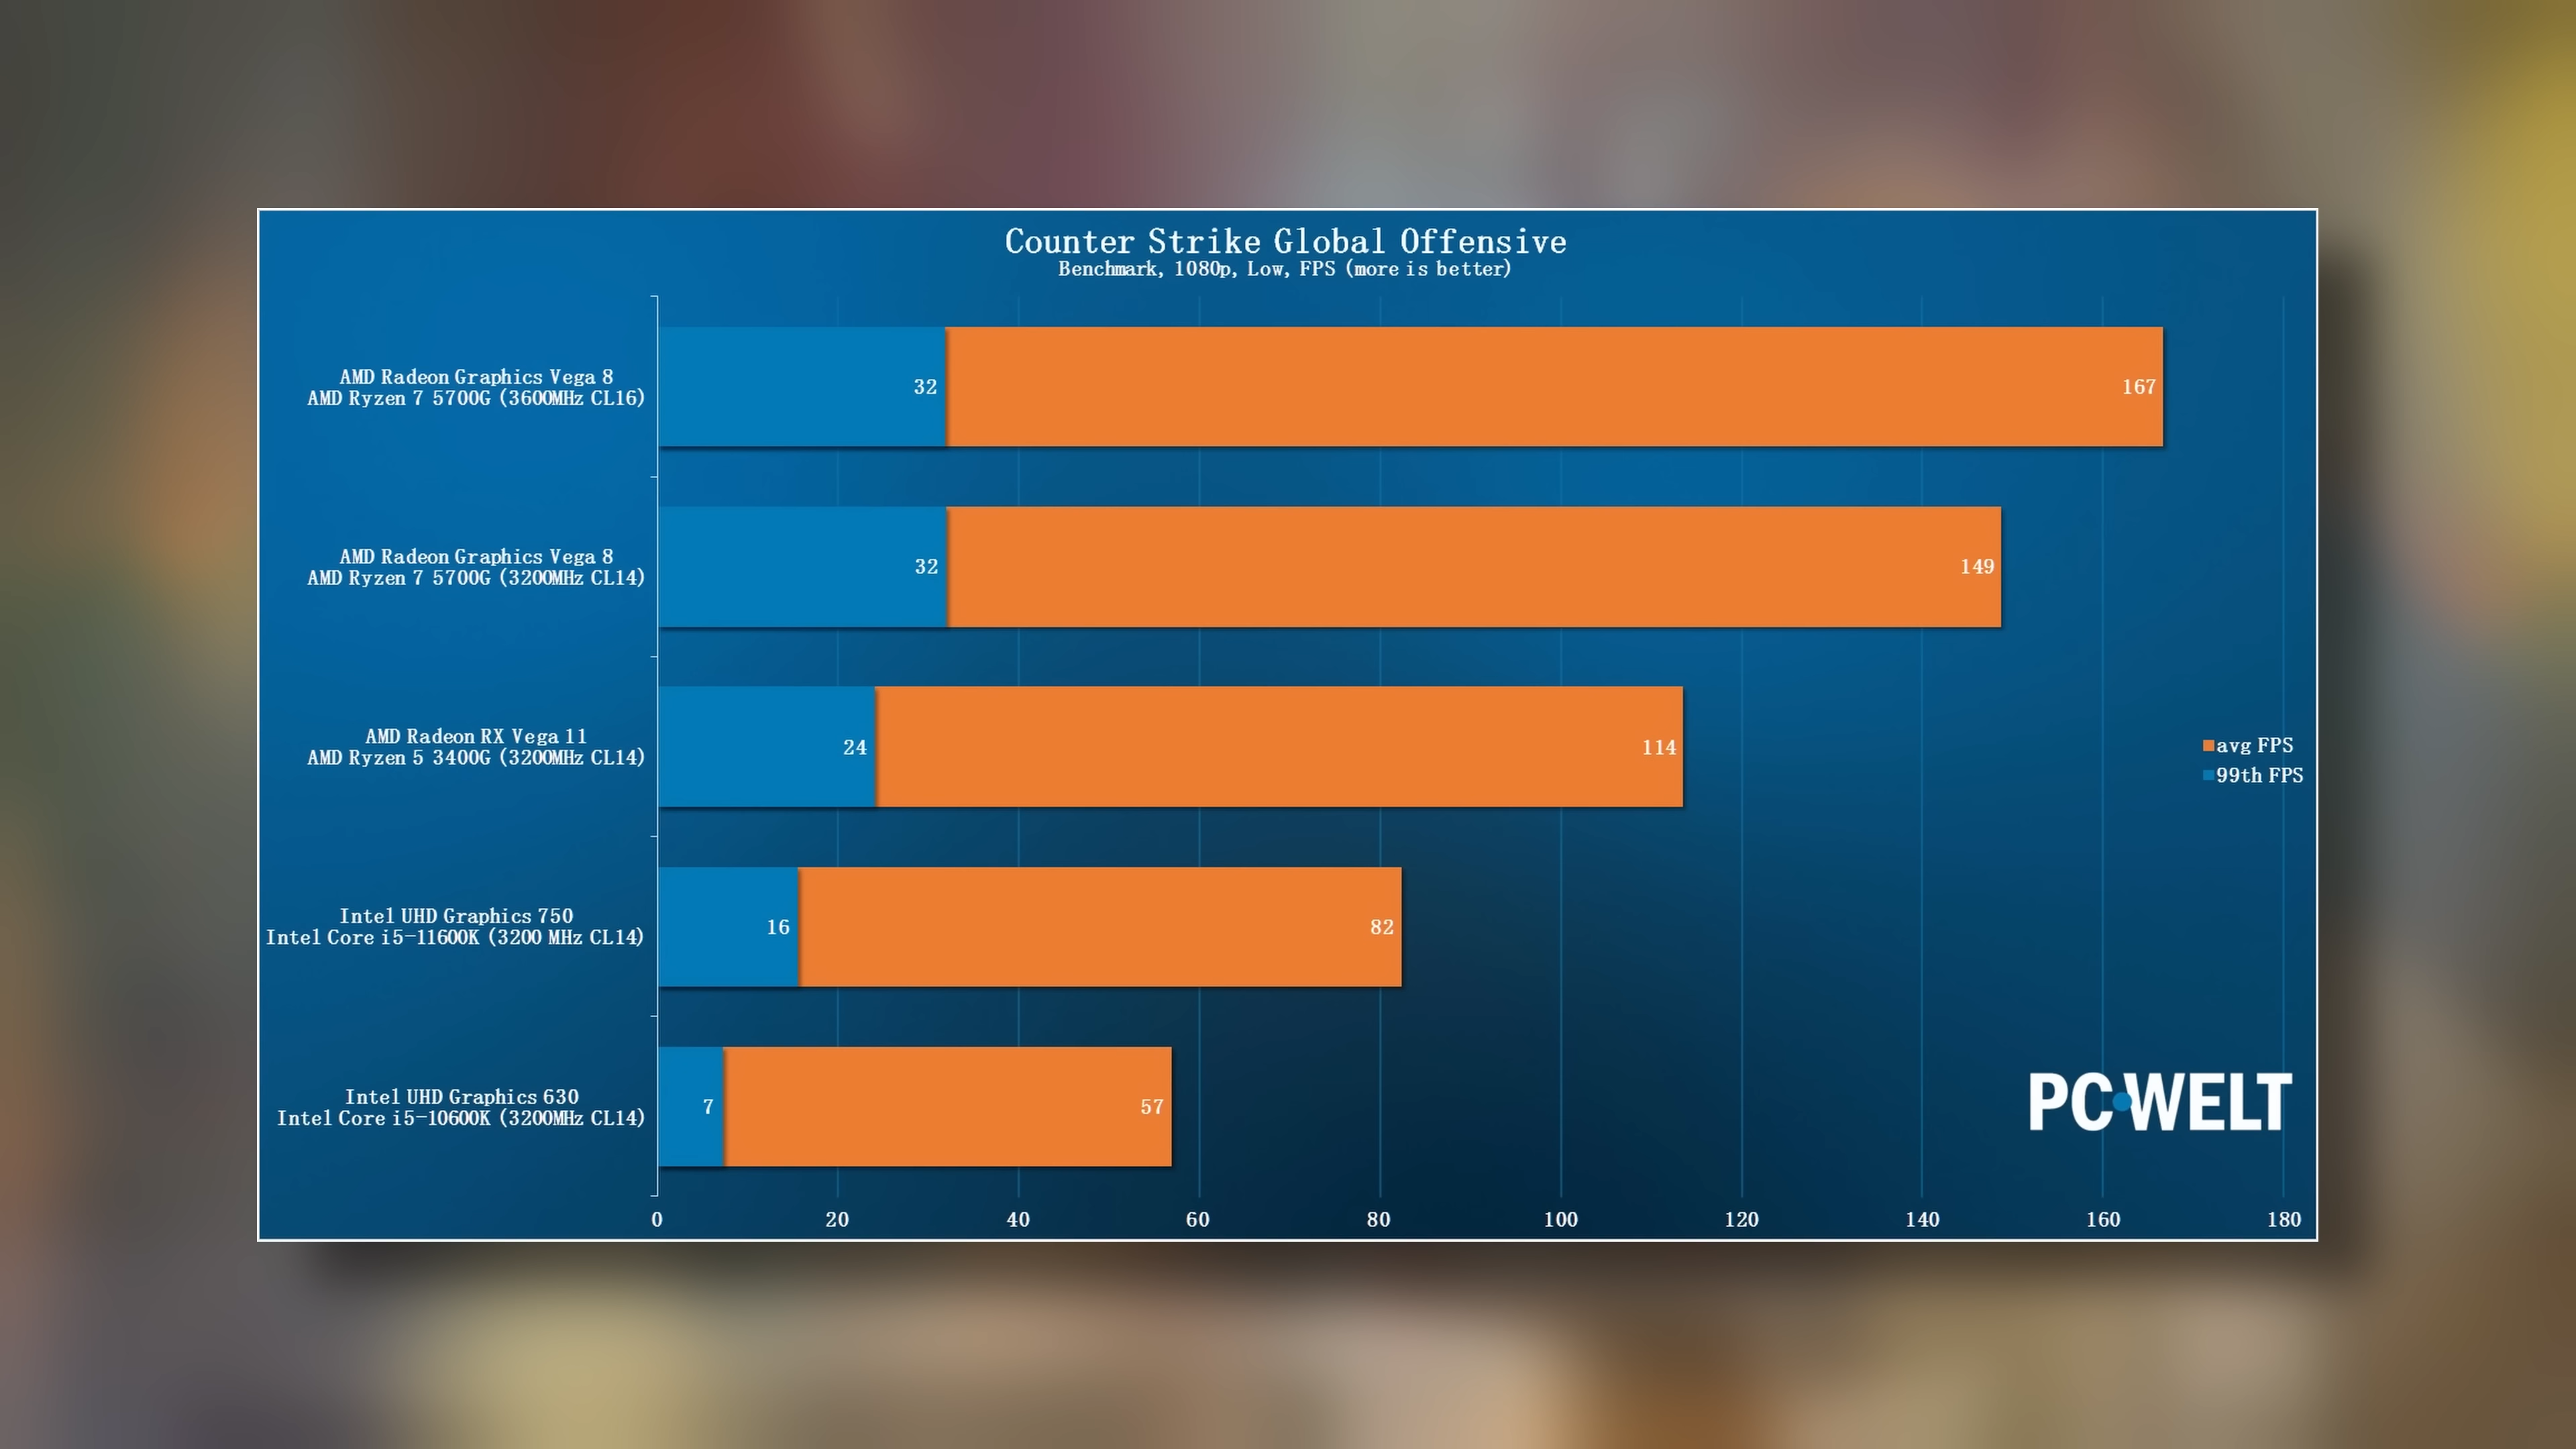 Counter Strike Global Offensive
Benchmark, 1080p, Low, FPS (more is better)
AMD Radeon Graphics Vega 8
AMD Ryzen 7 5700G (3600MHz CL16)
32
167
AMD Radeon Graphics Vega 8
AMD Ryzen 7 5700G (3200MHz CL14)
32
149
AMD Radeon RX Vega 11
AMD Ryzen 5 3400G (3200MHz CL14)
24
114
avg FPS
99th FPS
Intel UHD Graphics 750
Intel Core i5-11600K (3200 MHz CL14)
16
82
Intel UHD Graphics 630
Intel Core i5-10600K (3200MHz CL14)
7
57
PC WELT
0 20 40 60 80 100 120 140 160 180